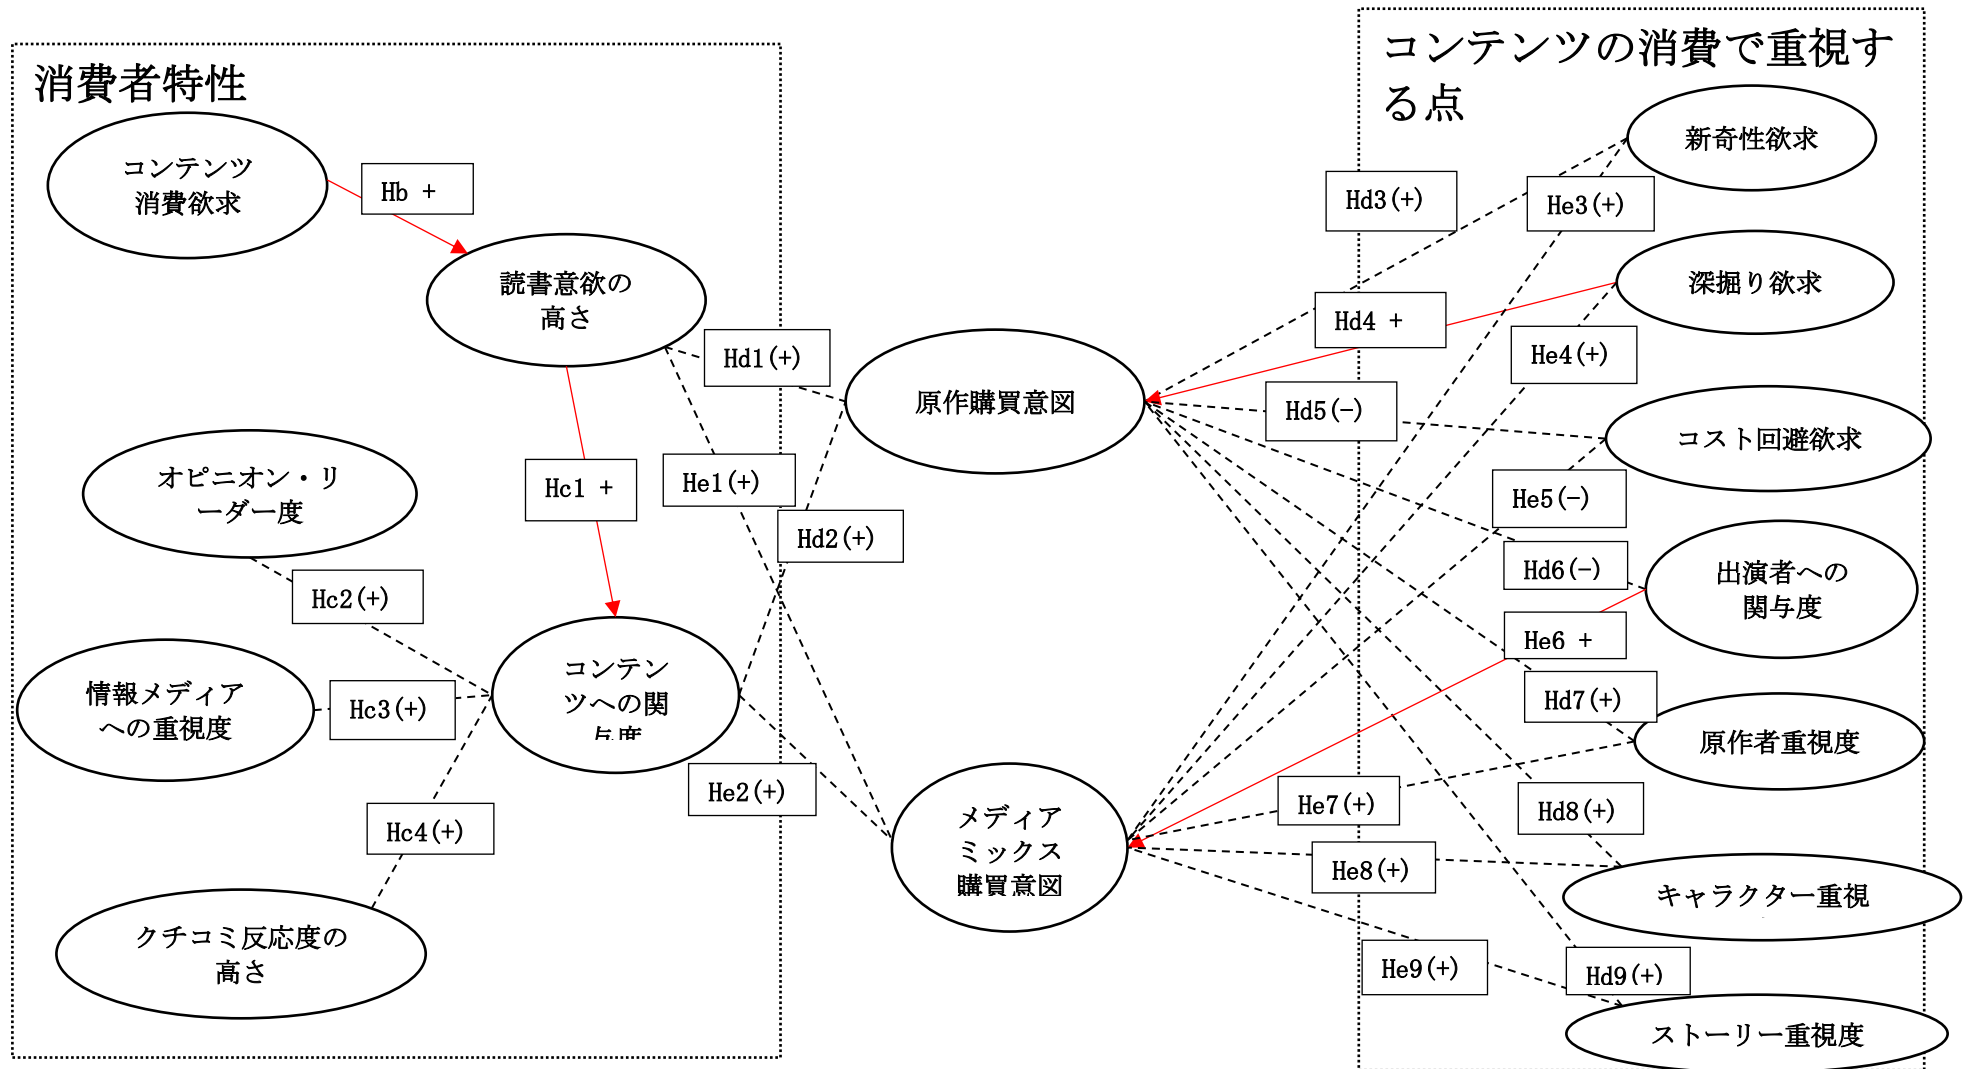 消費者特性
コンテンツ
消費欲求
Hb +
読書意欲の
高さ
Hd1(+)
Hc1 +
He1(+)
Hd2(+)
オピニオン・リ
ーダー度
Hc2(+)
情報メディア
への重視度
Hc3(+)
コンテン
ツへの関
与度
He2(+)
Hc4(+)
クチコミ反応度の
高さ
原作購買意図
メディア
ミックス
購買意図
コンテンツの消費で重視す
る点
新奇性欲求
Hd3(+)
He3(+)
深掘り欲求
Hd4 +
He4(+)
Hd5(-)
コスト回避欲求
He5(-)
Hd6(-)
出演者への
関与度
He6 +
Hd7(+)
原作者重視度
He7(+)
Hd8(+)
He8(+)
キャラクター重視
He9(+)
Hd9(+)
ストーリー重視度